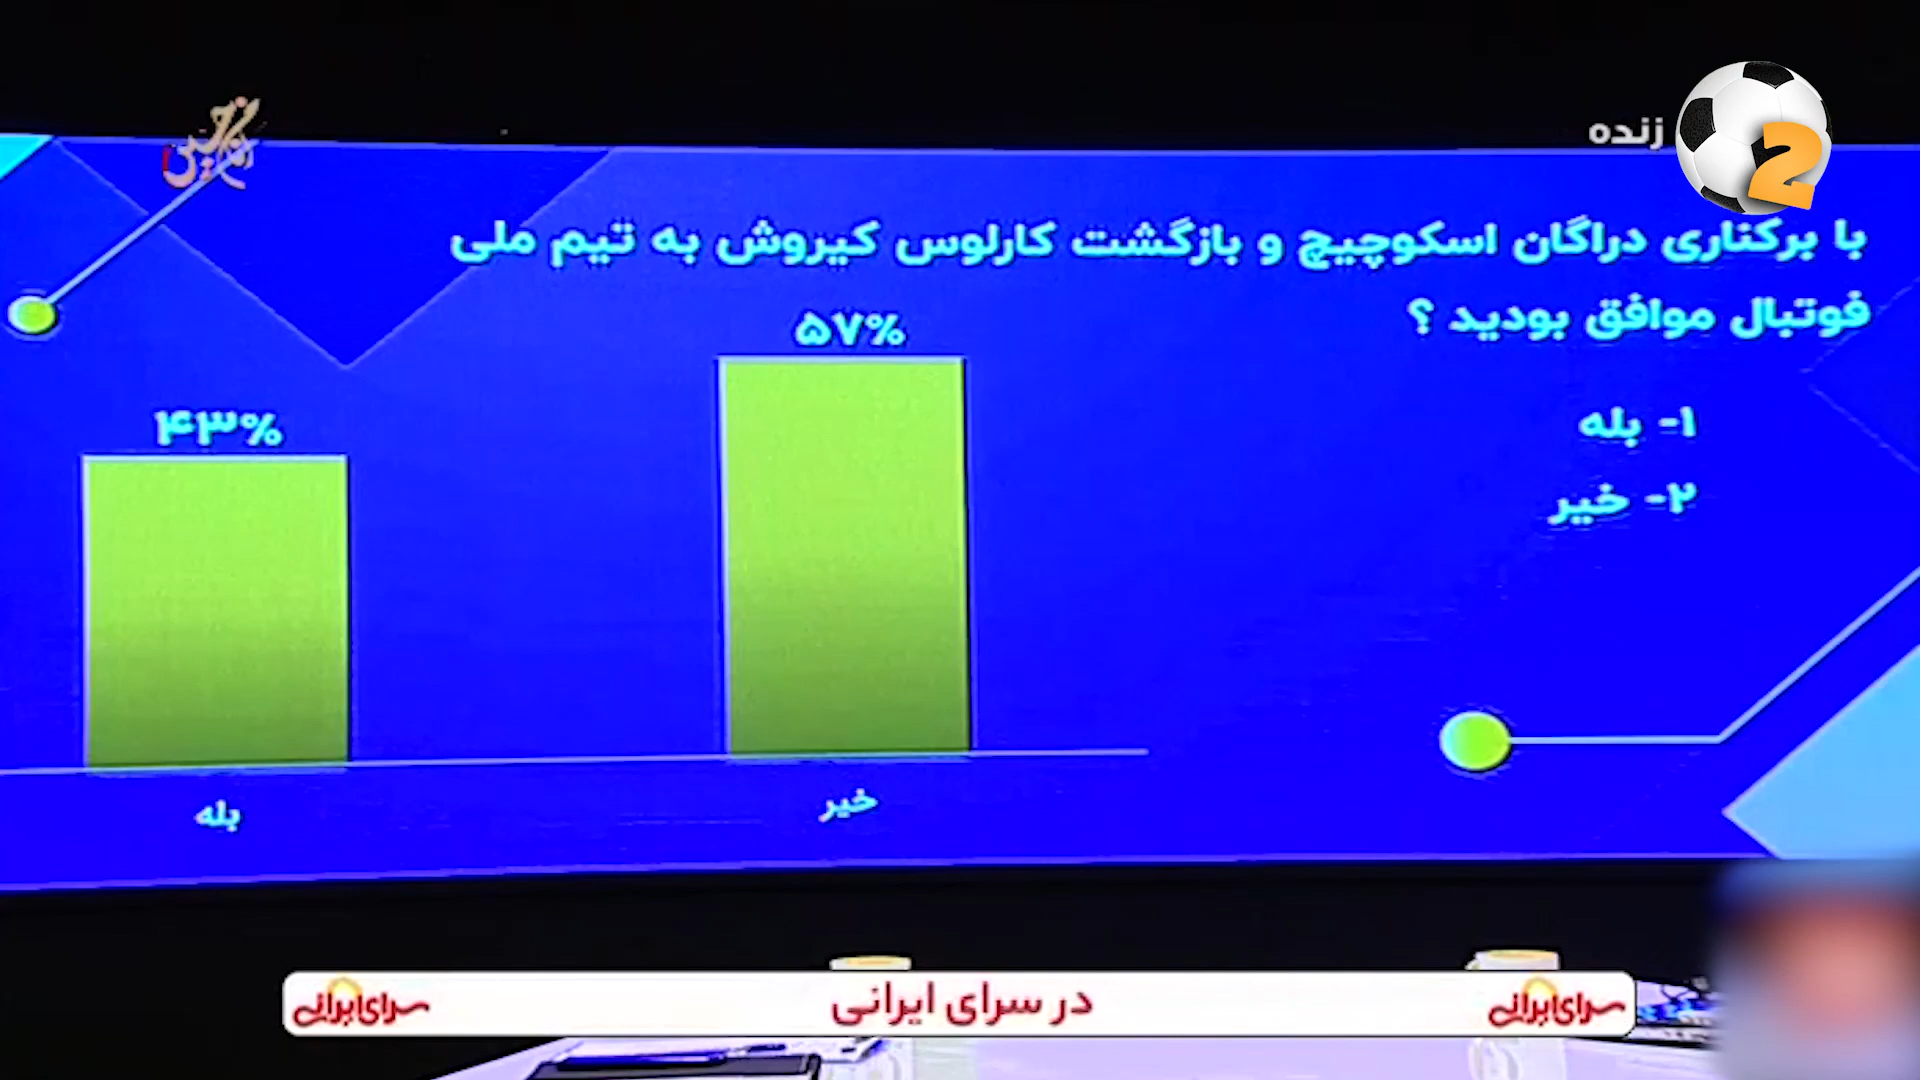 زنده
2
با برکناری دراگان اسکوچیچ و بازگشت کارلوس کیروش به تیم ملی
فوتبال موافق بودید ؟
۱- بله
۲- خیر
۵۷%
۴۳%
خیر
بله
سرای ایرانی
در سرای ایرانی
سرای ایرانی